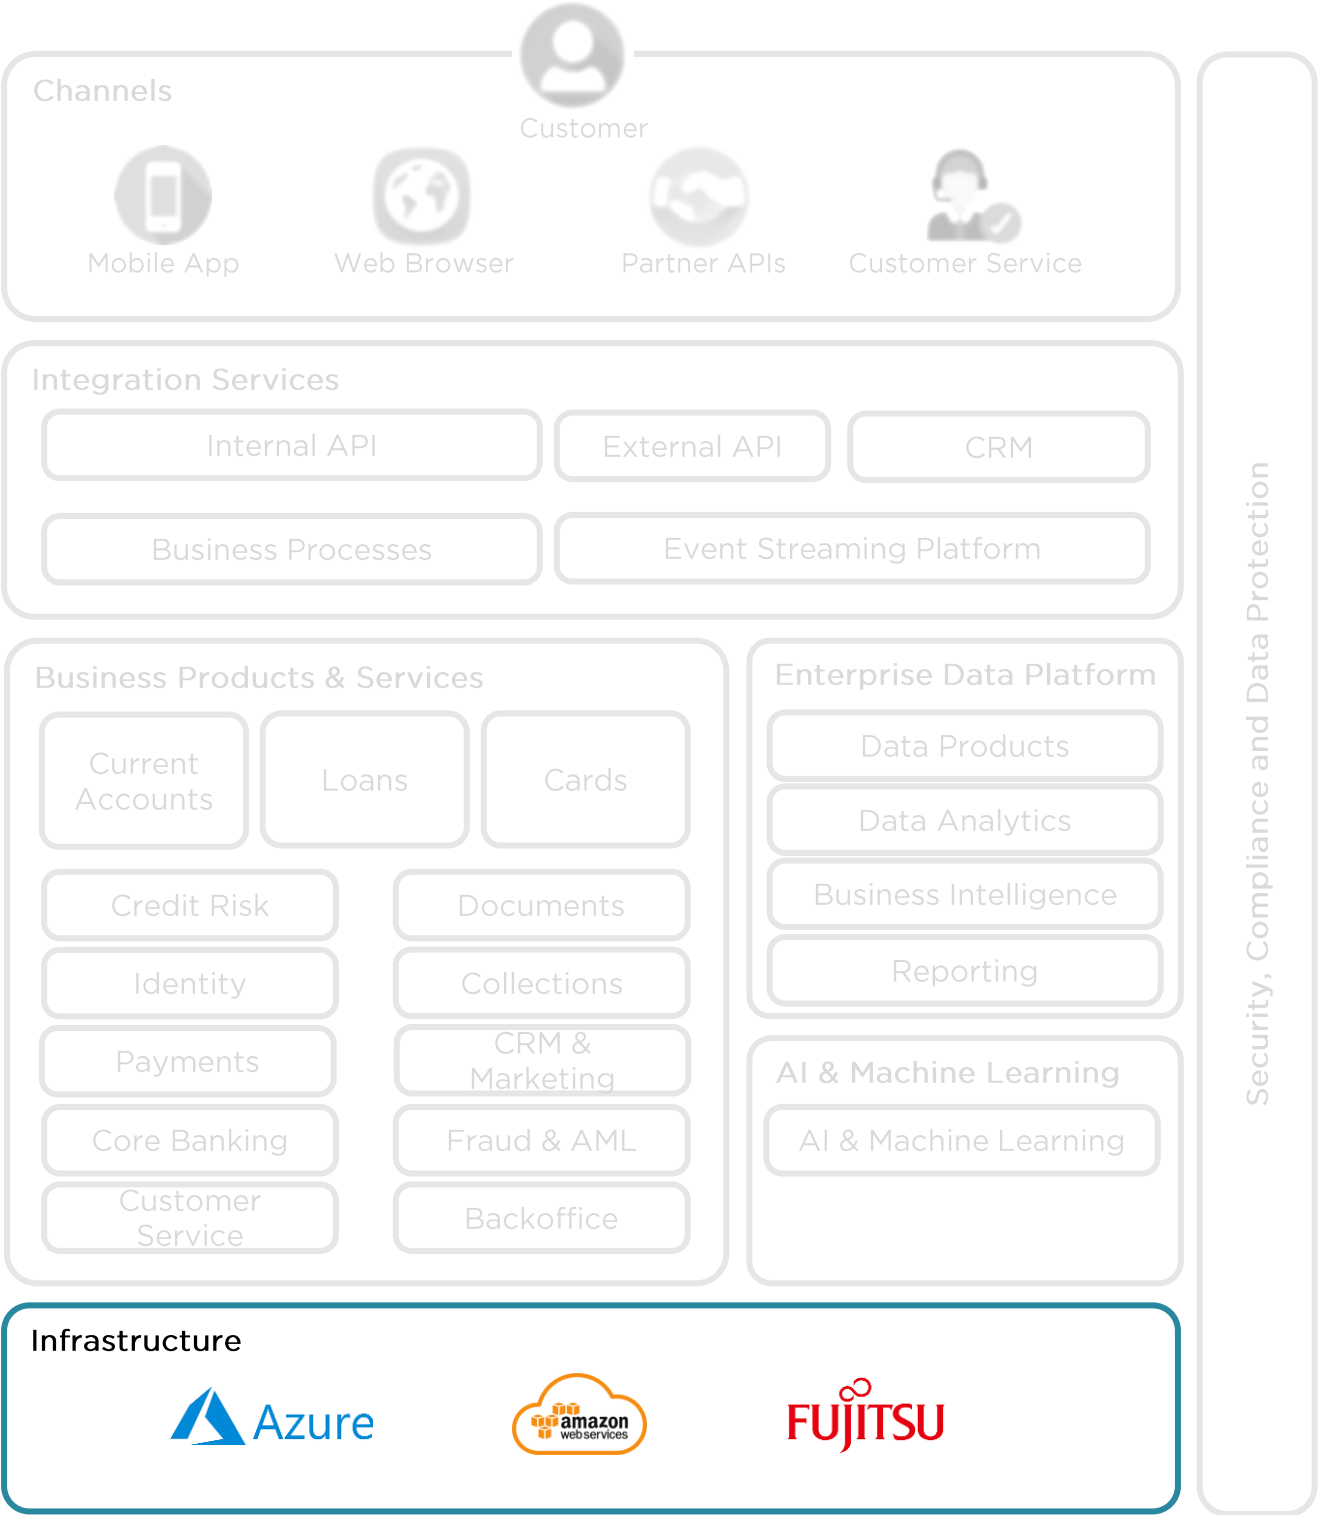 Channels
Customer
Mobile App
Web Browser
Partner APIs
Customer Service
Integration Services
Internal API
External API
CRM
Business Processes
Event Streaming Platform
Business Products & Services
Current
Accounts
Loans
Cards
Credit Risk
Documents
Identity
Collections
Payments
CRM &
Marketing
Core Banking
Fraud & AML
Customer
Service
Backoffice
Enterprise Data Platform
Data Products
Data Analytics
Business Intelligence
Reporting
AI & Machine Learning
AI & Machine Learning
Infrastructure
Azure
amazon
webservices
FUJITSU
Security, Compliance and Data Protection